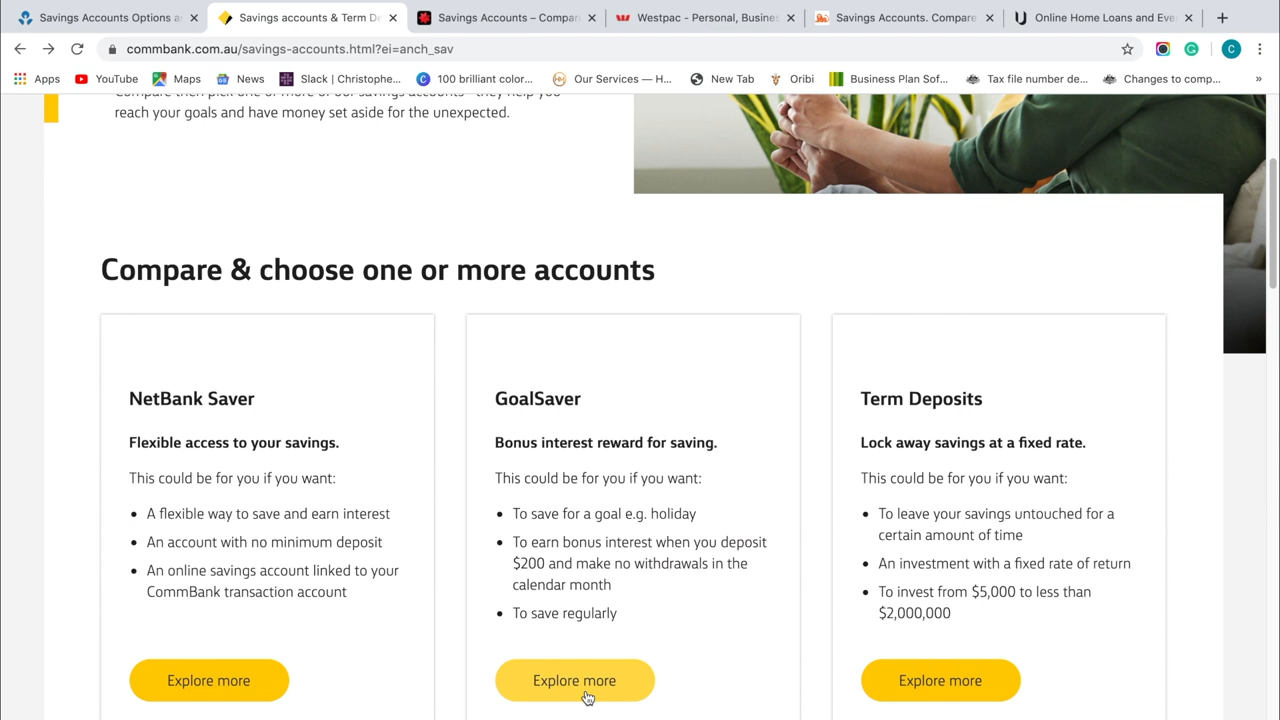 Savings Accounts Options a
Savings accounts & Term De
Savings Accounts – Compar
Westpac - Personal, Busines
Savings Accounts. Compare
Online Home Loans and Eve
commbank.com.au/savings-accounts.html?ei=anch_sav
C
Apps
YouTube
Maps
News
Slack | Christophe...
100 brilliant color...
Our Services — H...
New Tab
Oribi
Business Plan Sof...
Tax file number de...
Changes to comp...
»
Compare then pick one or more of our savings accounts - they help you
reach your goals and have money set aside for the unexpected.
Compare & choose one or more accounts
NetBank Saver
Flexible access to your savings.
This could be for you if you want:
• A flexible way to save and earn interest
• An account with no minimum deposit
• An online savings account linked to your
CommBank transaction account
Explore more
GoalSaver
Bonus interest reward for saving.
This could be for you if you want:
• To save for a goal e.g. holiday
• To earn bonus interest when you deposit
$200 and make no withdrawals in the
calendar month
• To save regularly
Explore more
Term Deposits
Lock away savings at a fixed rate.
This could be for you if you want:
• To leave your savings untouched for a
certain amount of time
• An investment with a fixed rate of return
• To invest from $5,000 to less than
$2,000,000
Explore more